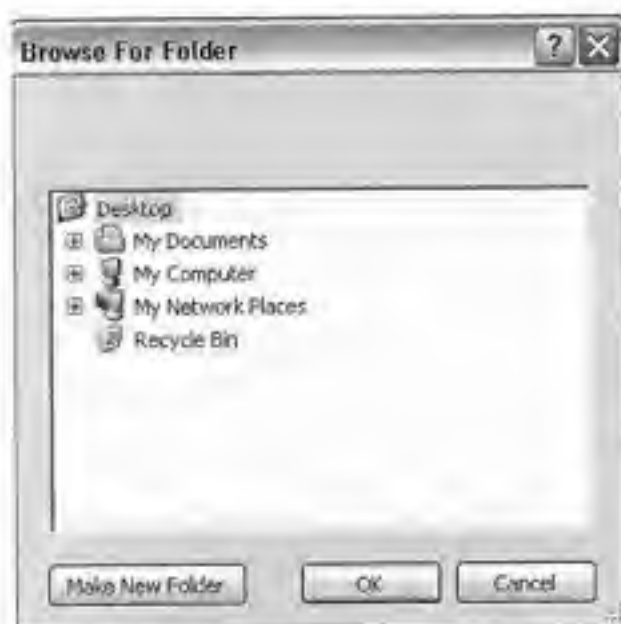 Browse For Folder ?
Desktop
My Documents
My Computer
My Network Places
Recycle Bin
Make New Folder OK Cancel